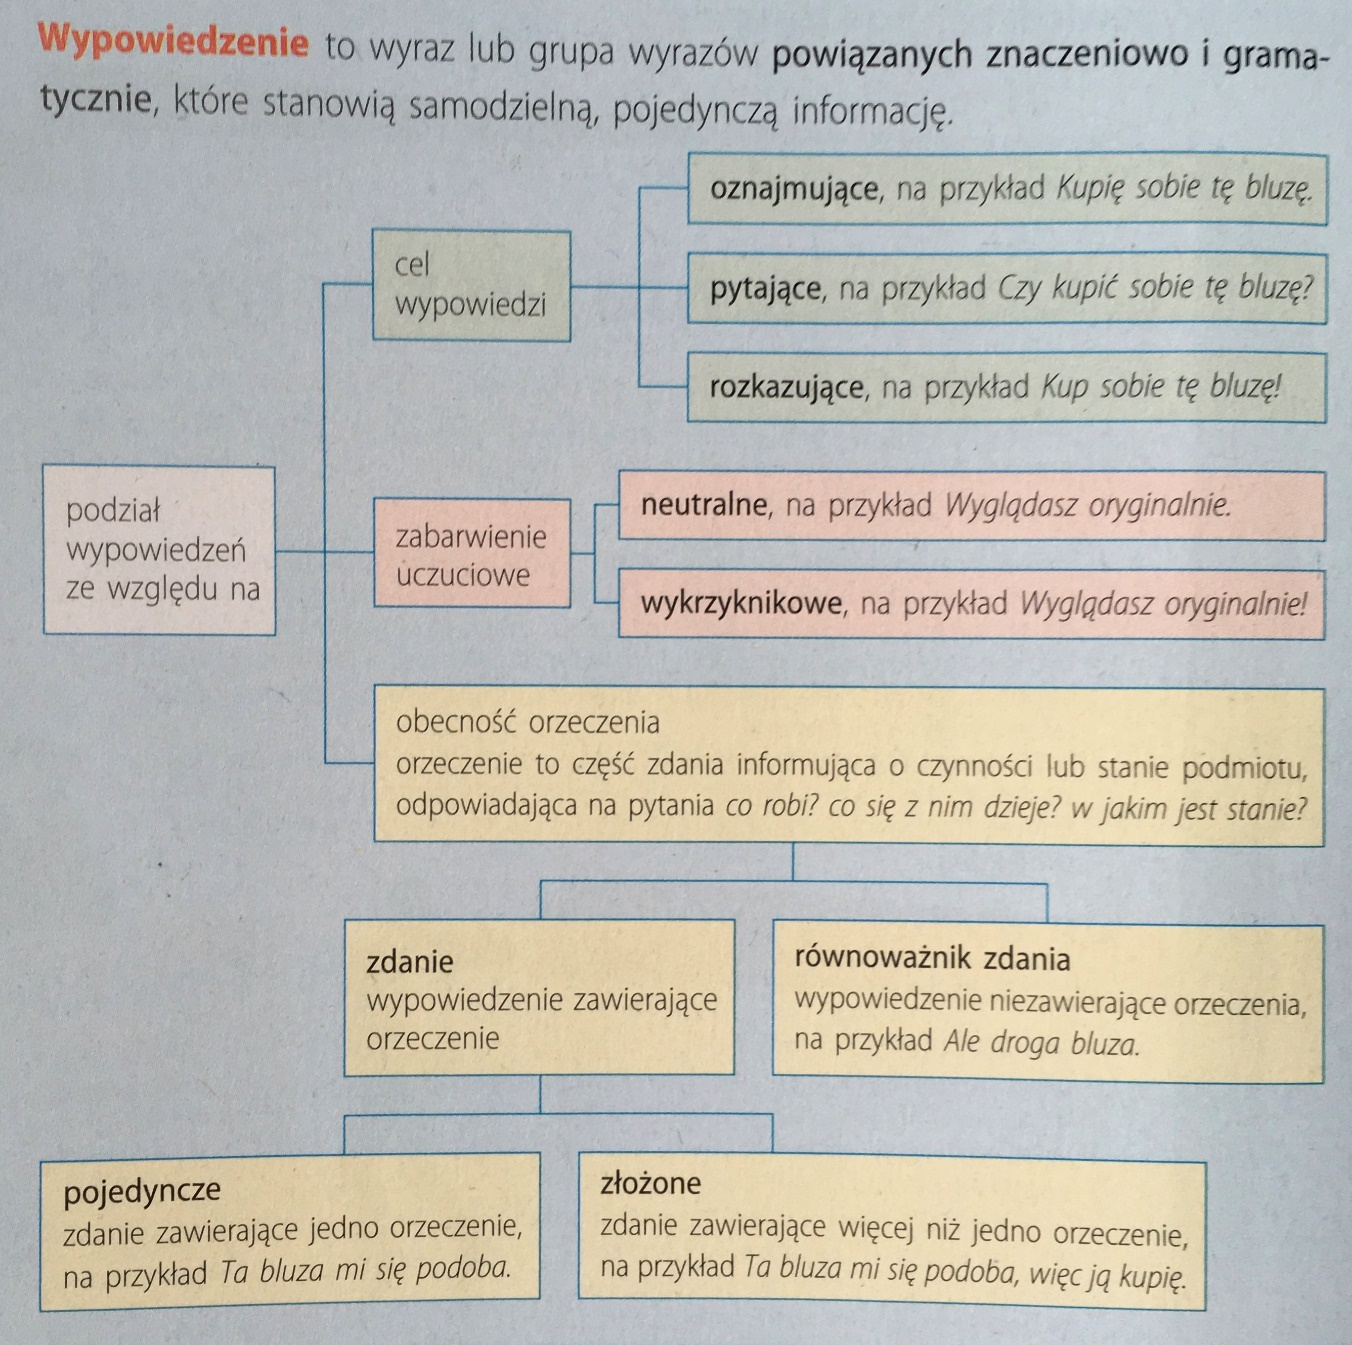 Wypowiedzenie to wyraz lub grupa wyrazów powiązanych znaczeniowo i grama-
tycznie, które stanowią samodzielną, pojedynczą informację.
podział
wypowiedzeń
ze względu na
cel
wypowiedzi
oznajmujące, na przykład Kupię sobie tę bluzę.
pytające, na przykład Czy kupić sobie tę bluzę?
rozkazujące, na przykład Kup sobie tę bluzę!
zabarwienie
uczuciowe
neutralne, na przykład Wyglądasz oryginalnie.
wykrzyknikowe, na przykład Wyglądasz oryginalnie!
obecność orzeczenia
orzeczenie to część zdania informująca o czynności lub stanie podmiotu,
odpowiadająca na pytania co robi? co się z nim dzieje? w jakim jest stanie?
zdanie
wypowiedzenie zawierające
orzeczenie
równoważnik zdania
wypowiedzenie niezawierające orzeczenia,
na przykład Ale droga bluza.
pojedyncze
zdanie zawierające jedno orzeczenie,
na przykład Ta bluza mi się podoba.
złożone
zdanie zawierające więcej niż jedno orzeczenie,
na przykład Ta bluza mi się podoba, więc ją kupię.